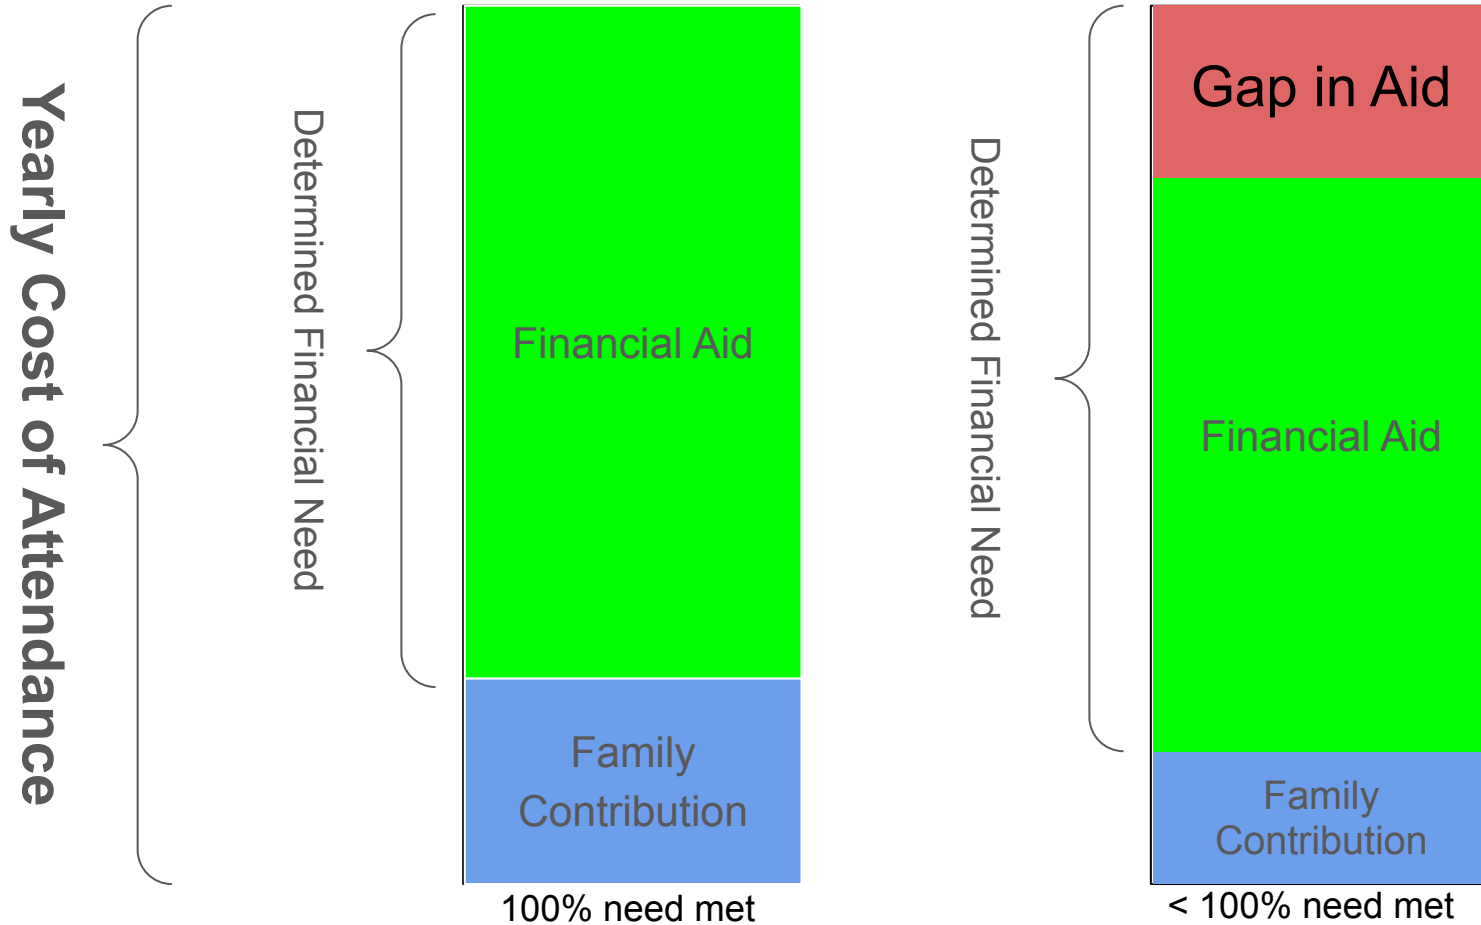 Yearly Cost of Attendance
Determined Financial Need
Financial Aid
Family
Contribution
100% need met
Determined Financial Need
Gap in Aid
Financial Aid
Family
Contribution
< 100% need met